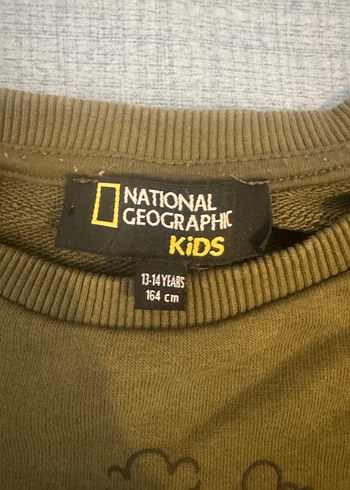 NATIONAL
GEOGRAPHIC
KiDS
13-14 YEARS
164 cm